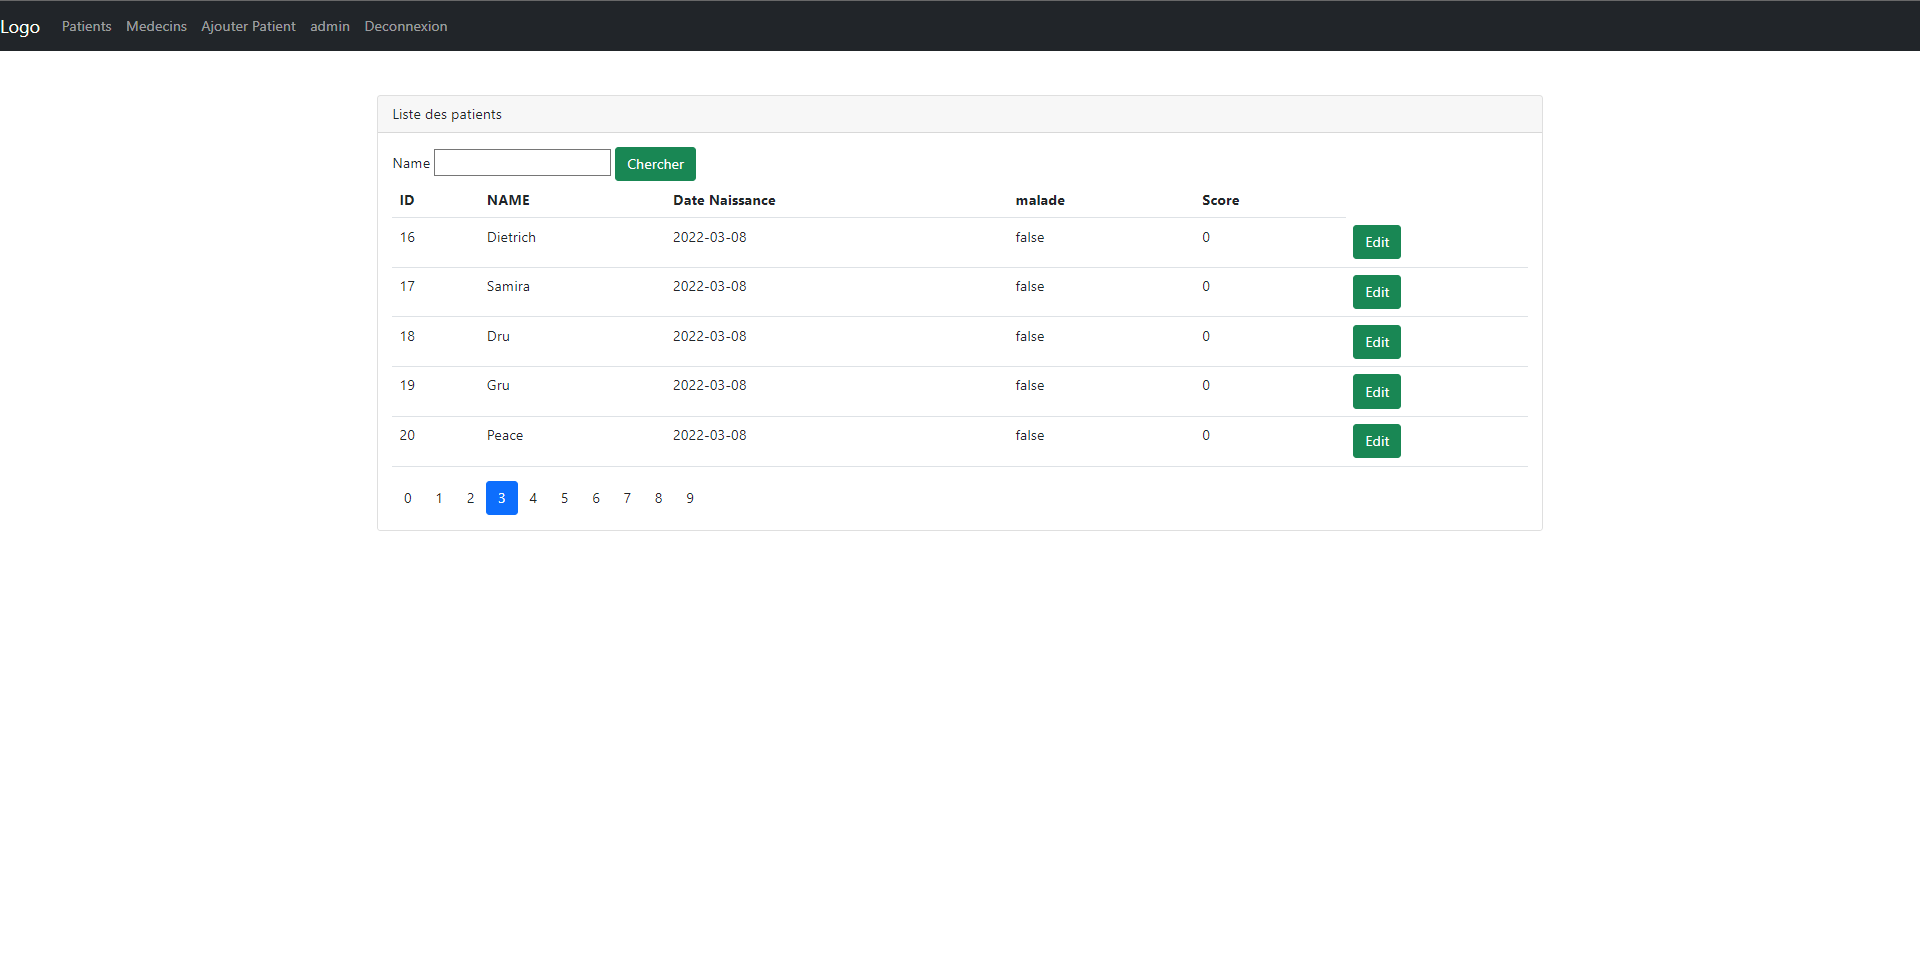 Logo Patients Medecins Ajouter Patient admin Deconnexion
Liste des patients
Name Chercher
ID NAME Date Naissance malade Score
16 Dietrich 2022-03-08 false 0 Edit
17 Samira 2022-03-08 false 0 Edit
18 Dru 2022-03-08 false 0 Edit
19 Gru 2022-03-08 false 0 Edit
20 Peace 2022-03-08 false 0 Edit
0 1 2 3 4 5 6 7 8 9